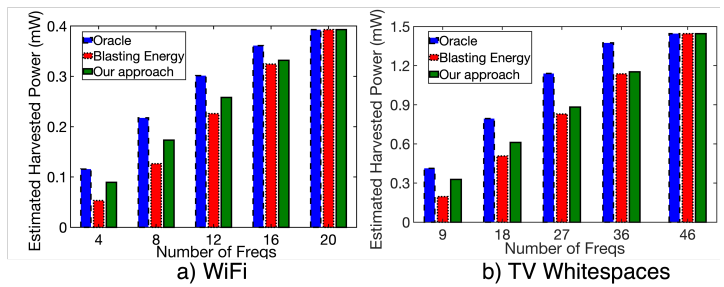 Estimated Harvested Power (mW)
0.4
0.3
0.2
0.1
0
Oracle
Blasting Energy
Our approach
4 8 12 16 20
Number of Freqs
a) WiFi
Estimated Harvested Power (mW)
1.5
1.2
0.9
0.6
0.3
0
Oracle
Blasting Energy
Our approach
9 18 27 36 46
Number of Freqs
b) TV Whitespaces